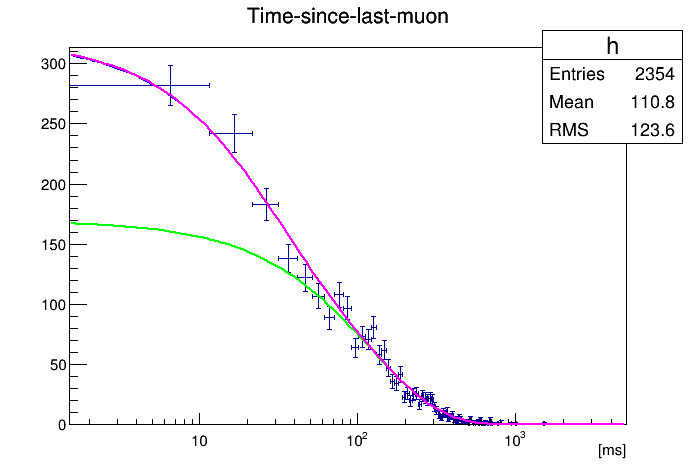 Time-since-last-muon
h
Entries 2354
Mean 110.8
RMS 123.6
300
250
200
150
100
50
0
10 10² 10³
[ms]